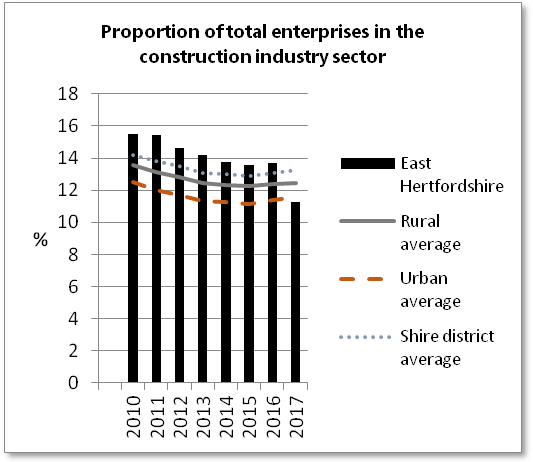 Proportion of total enterprises in the
construction industry sector
18
16
14
12
10
8
6
4
2
0
%
2010
2011
2012
2013
2014
2015
2016
2017
East
Hertfordshire
Rural
average
Urban
average
Shire district
average